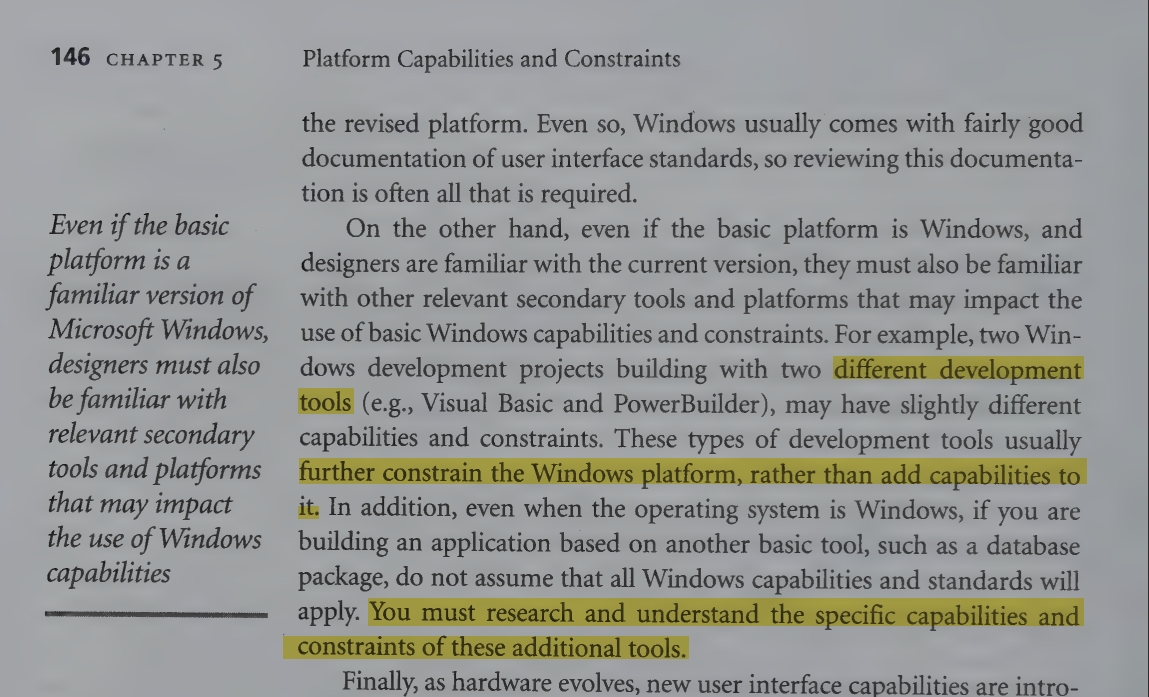 146 CHAPTER 5 Platform Capabilities and Constraints
the revised platform. Even so, Windows usually comes with fairly good
documentation of user interface standards, so reviewing this documenta-
tion is often all that is required.
Even if the basic
platform is a
familiar version of
Microsoft Windows,
designers must also
be familiar with
relevant secondary
tools and platforms
that may impact
the use of Windows
capabilities
On the other hand, even if the basic platform is Windows, and
designers are familiar with the current version, they must also be familiar
with other relevant secondary tools and platforms that may impact the
use of basic Windows capabilities and constraints. For example, two Win-
dows development projects building with two different development
tools (e.g., Visual Basic and PowerBuilder), may have slightly different
capabilities and constraints. These types of development tools usually
further constrain the Windows platform, rather than add capabilities to
it. In addition, even when the operating system is Windows, if you are
building an application based on another basic tool, such as a database
package, do not assume that all Windows capabilities and standards will
apply. You must research and understand the specific capabilities and
constraints of these additional tools.
Finally, as hardware evolves, new user interface capabilities are intro-